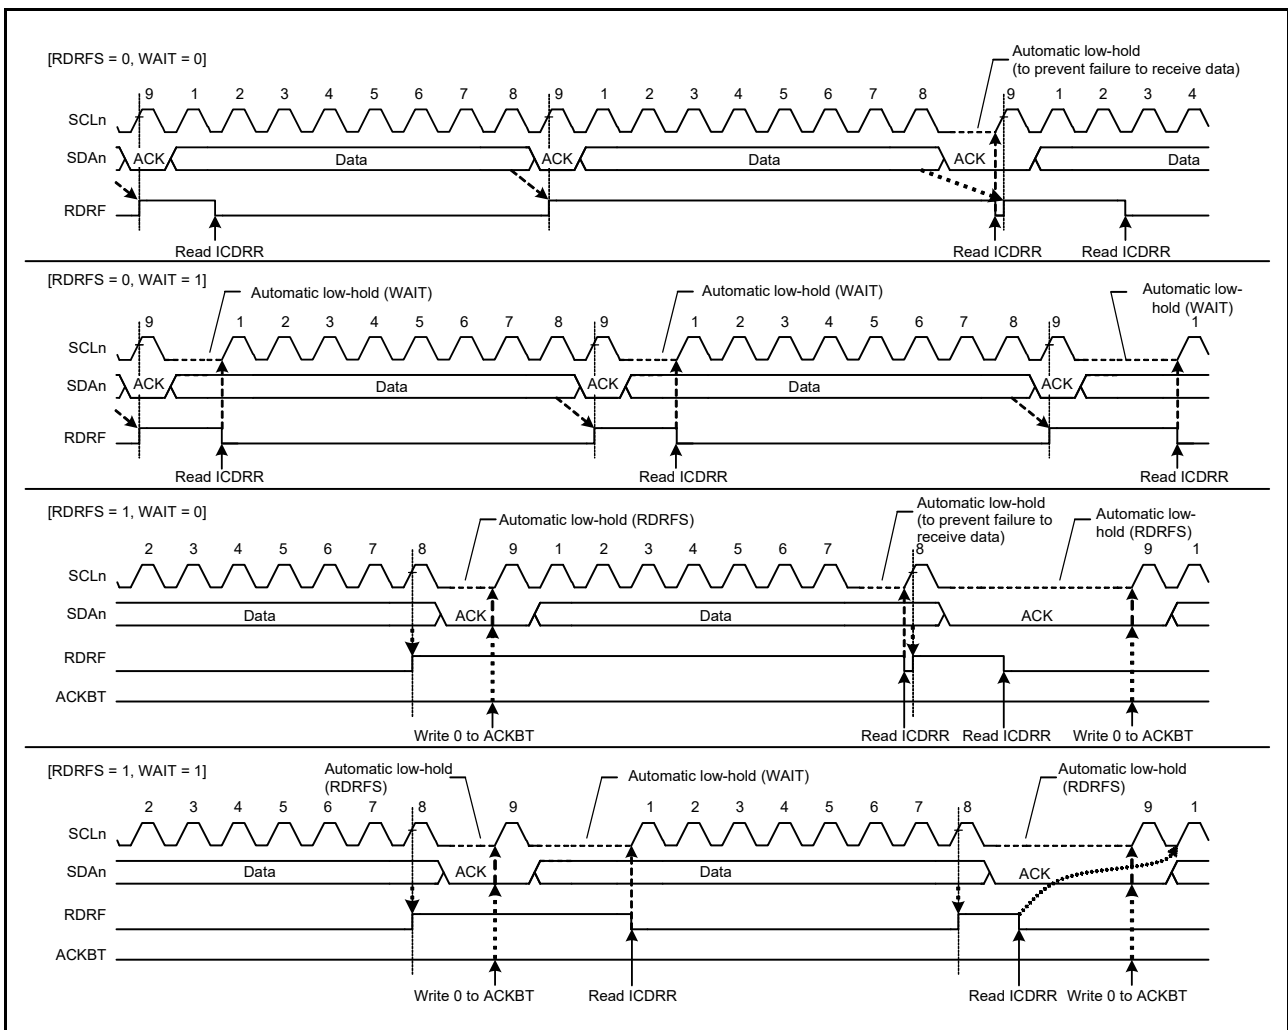 [RDRFS = 0, WAIT = 0]
Automatic low-hold
(to prevent failure to receive data)
9 1 2 3 4 5 6 7 8 9 1 2 3 4 5 6 7 8 9 1 2 3 4
SCLn
SDAn ACK Data ACK Data ACK Data
RDRF
Read ICDRR Read ICDRR Read ICDRR
[RDRFS = 0, WAIT = 1]
Automatic low-hold (WAIT) Automatic low-hold (WAIT) Automatic low-
hold (WAIT)
9 1 2 3 4 5 6 7 8 9 1 2 3 4 5 6 7 8 9 1
SCLn
SDAn ACK Data ACK Data ACK
RDRF
Read ICDRR Read ICDRR Read ICDRR
[RDRFS = 1, WAIT = 0]
Automatic low-hold (RDRFS)
Automatic low-hold
(to prevent failure to
receive data)
Automatic low-
hold (RDRFS)
2 3 4 5 6 7 8 9 1 2 3 4 5 6 7 8 9 1
SCLn
SDAn Data ACK Data ACK
RDRF
ACKBT
Write 0 to ACKBT Read ICDRR Read ICDRR Write 0 to ACKBT
[RDRFS = 1, WAIT = 1]
Automatic low-hold
(RDRFS)
Automatic low-hold (WAIT)
Automatic low-hold
(RDRFS)
2 3 4 5 6 7 8 9 1 2 3 4 5 6 7 8 9 1
SCLn
SDAn Data ACK Data ACK
RDRF
ACKBT
Write 0 to ACKBT Read ICDRR Read ICDRR Write 0 to ACKBT